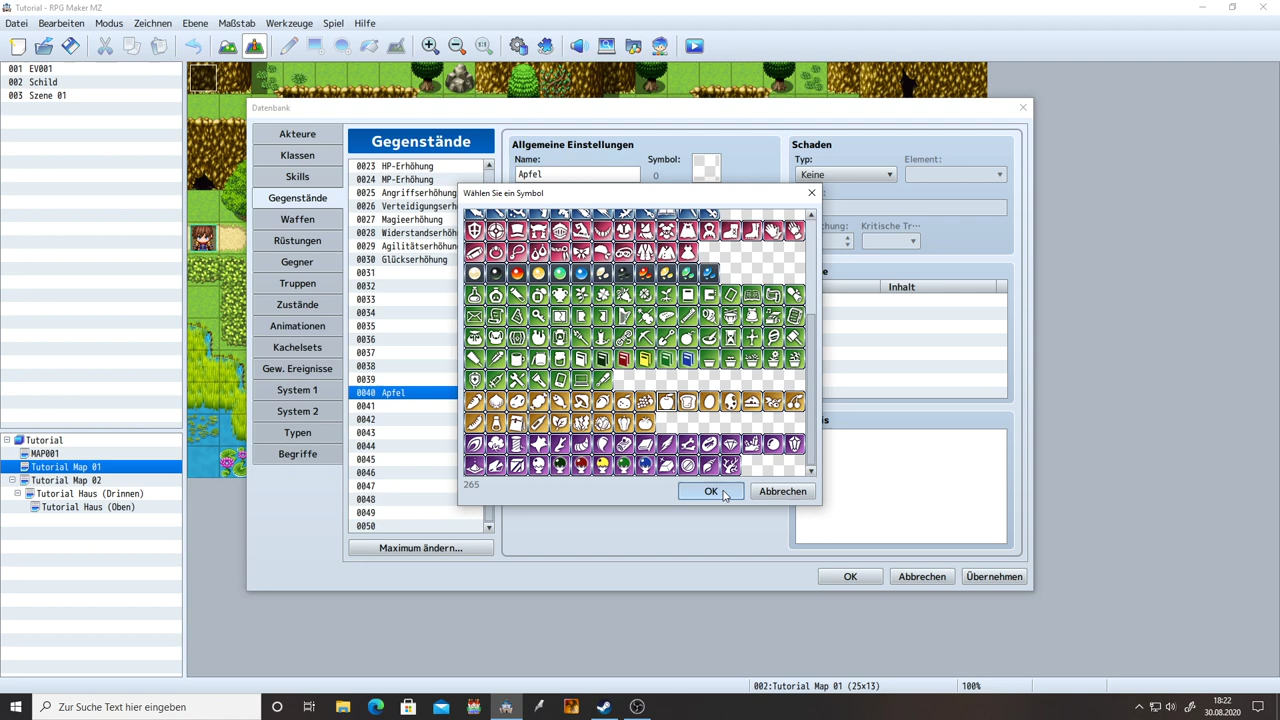 Tutorial - RPG Maker MZ
Datei Bearbeiten Modus Zeichnen Ebene Maßstab Werkzeuge Spiel Hilfe
001 EV001
002 Schild
003 Szene 01
Tutorial
MAP001
Tutorial Map 01
Tutorial Map 02
Tutorial Haus (Drinnen)
Tutorial Haus (Oben)
Datenbank
Akteure
Klassen
Skills
Gegenstände
Waffen
Rüstungen
Gegner
Truppen
Zustände
Animationen
Kachelsets
Gew. Ereignisse
System 1
System 2
Typen
Begriffe
Gegenstände
0023 HP-Erhöhung
0024 MP-Erhöhung
0025 Angriffserhöhung
0026
0027 Magieerhöhung
0028
0029 Agilitätserhöhung
0030 Glückserhöhung
0031
0032
0033
0034
0035
0036
0037
0038
0039
0040 Apfel
0041
0042
0043
0044
0045
0046
0047
0048
0049
0050
Maximum ändern...
Allgemeine Einstellungen
Name: Symbol:
Apfel 0
Schaden
Typ: Element:
Keine
Kritische Tr…
Inhalt
OK Abbrechen Übernehmen
Wählen Sie ein Symbol
265
OK Abbrechen
002:Tutorial Map 01 (25x13) 100%
Zur Suche Text hier eingeben
18:22
30.08.2020